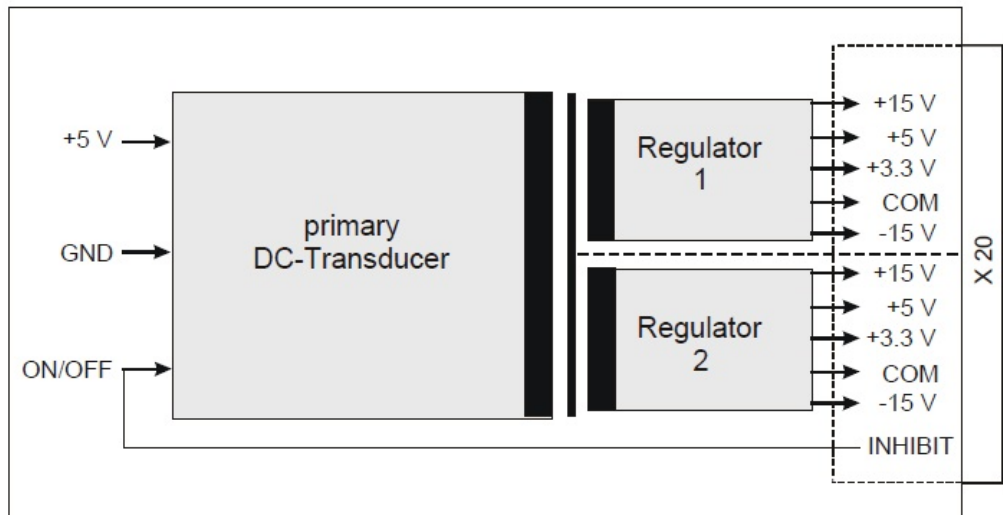 +5 V
GND
ON/OFF
primary
DC-Transducer
Regulator
1
+15 V
+5 V
+3.3 V
COM
-15 V
Regulator
2
+15 V
+5 V
+3.3 V
COM
-15 V
INHIBIT
X 20